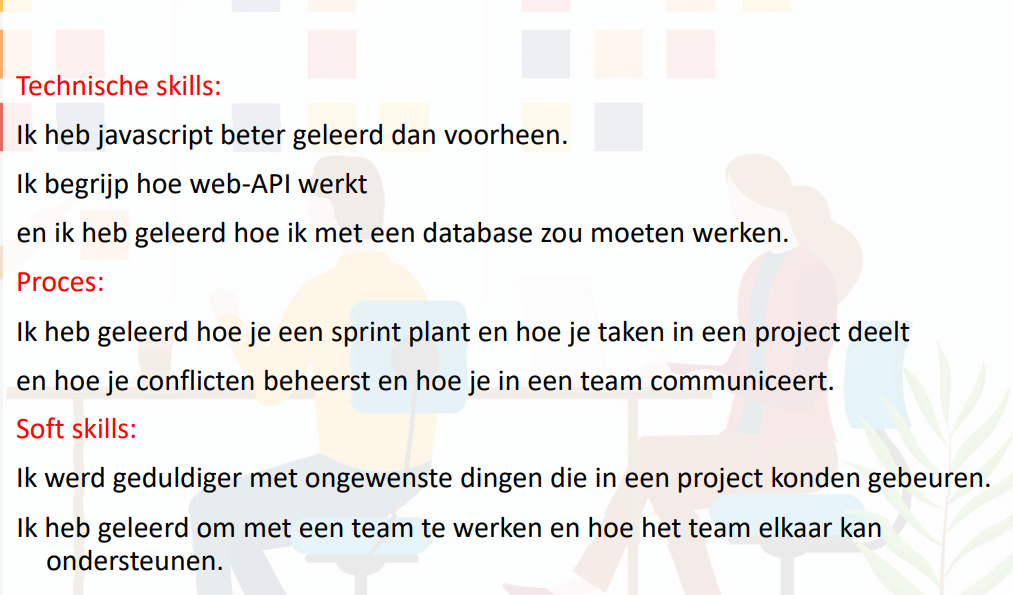 Technische skills:
Ik heb javascript beter geleerd dan voorheen.
Ik begrijp hoe web-API werkt
en ik heb geleerd hoe ik met een database zou moeten werken.
Proces:
Ik heb geleerd hoe je een sprint plant en hoe je taken in een project deelt
en hoe je conflicten beheerst en hoe je in een team communiceert.
Soft skills:
Ik werd geduldiger met ongewenste dingen die in een project konden gebeuren.
Ik heb geleerd om met een team te werken en hoe het team elkaar kan
ondersteunen.